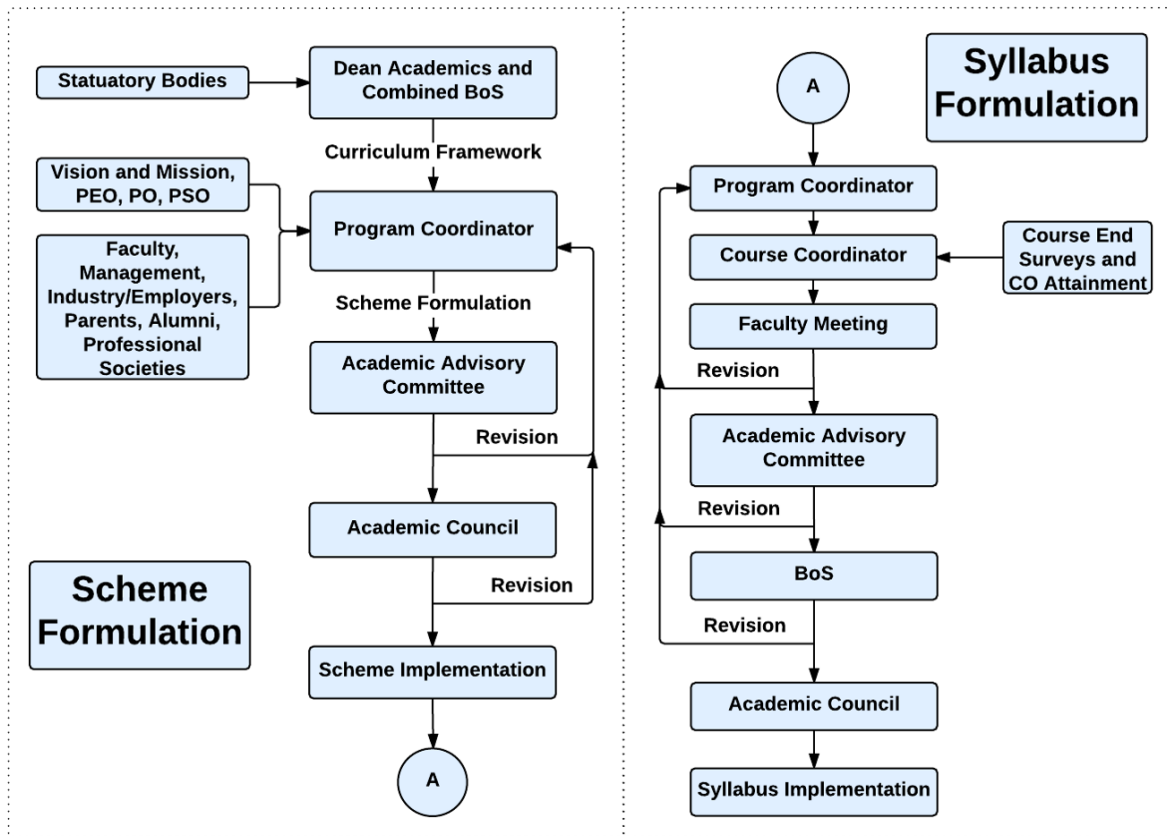 Statuatory Bodies
Dean Academics and
Combined BoS
Curriculum Framework
Vision and Mission,
PEO, PO, PSO
Program Coordinator
Faculty,
Management,
Industry/Employers,
Parents, Alumni,
Professional
Societies
Scheme Formulation
Academic Advisory
Committee
Revision
Academic Council
Revision
Scheme
Formulation
Scheme Implementation
A
Syllabus
Formulation
A
Program Coordinator
Course Coordinator
Course End
Surveys and
CO Attainment
Faculty Meeting
Revision
Academic Advisory
Committee
Revision
BoS
Revision
Academic Council
Syllabus Implementation